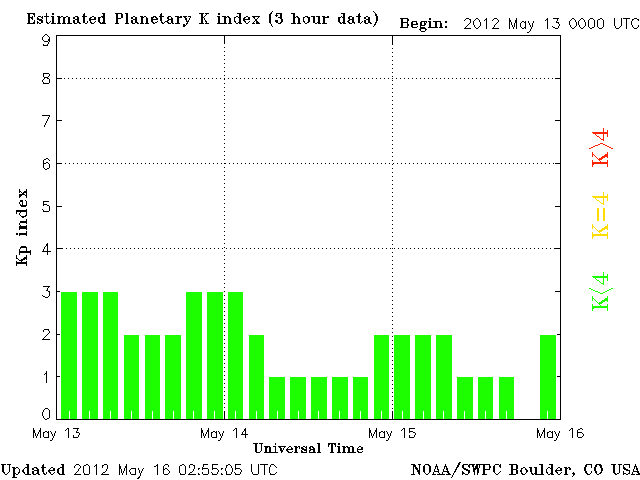 Estimated Planetary K index (3 hour data)
Begin: 2012 May 13 0000 UTC
9
8
7
6
5
4
3
2
1
0
Kp index
K>4
K=4
K<4
May 13
May 14
May 15
May 16
Universal Time
Updated 2012 May 16 02:55:05 UTC
NOAA/SWPC Boulder, CO USA